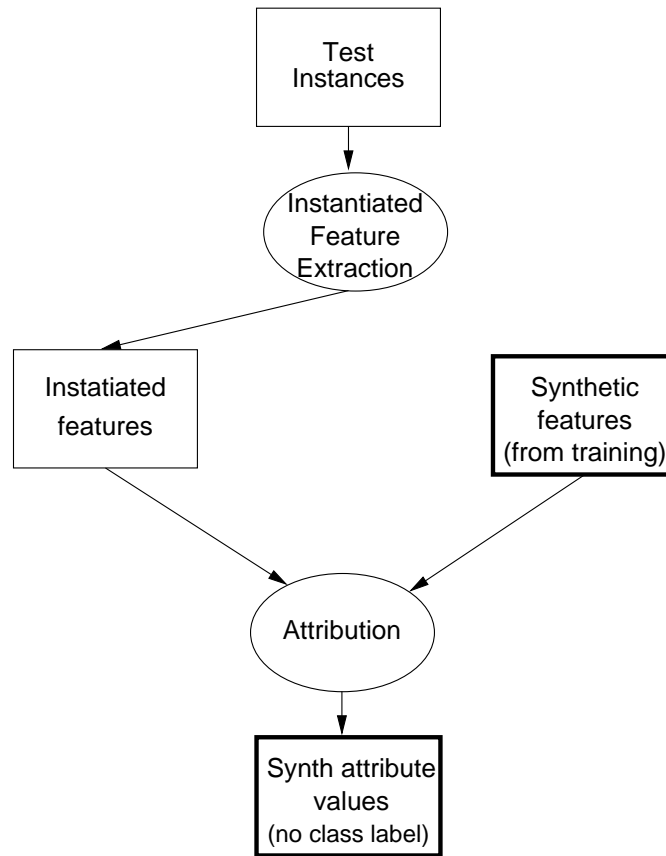 Test
Instances
Instantiated
Feature
Extraction
Instatiated
features
Synthetic
features
(from training)
Attribution
Synth attribute
values
(no class label)